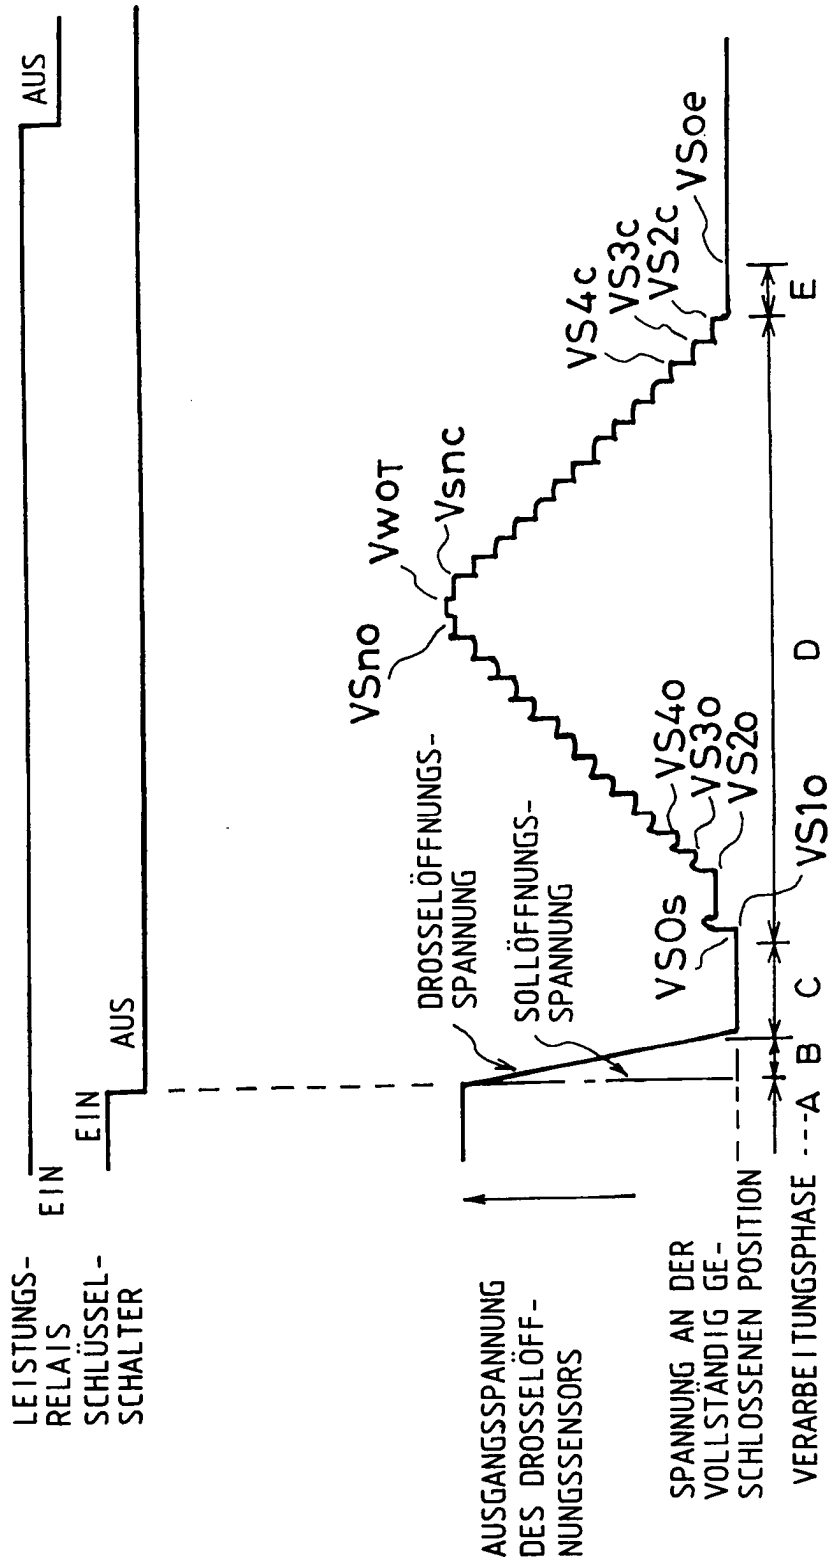 LEISTUNGS-
RELAIS
EIN
AUS
SCHLÜSSEL-
SCHALTER
EIN
AUS
AUSGANGSSPANNUNG
DES DROSSELÖFF-
NUNGSSENSORS
DROSSELÖFFNUNGS-
SPANNUNG
SOLLÖFFNUNGS-
SPANNUNG
VSno
VWOT
Vsnc
VS4c
VS3c
VS2c
VSoe
VS0s
VS4o
VS3o
VS2o
VS1o
SPANNUNG AN DER
VOLLSTÄNDIG GE-
SCHLOSSENEN POSITION
VERARBEITUNGSPHASE ----A B C D E